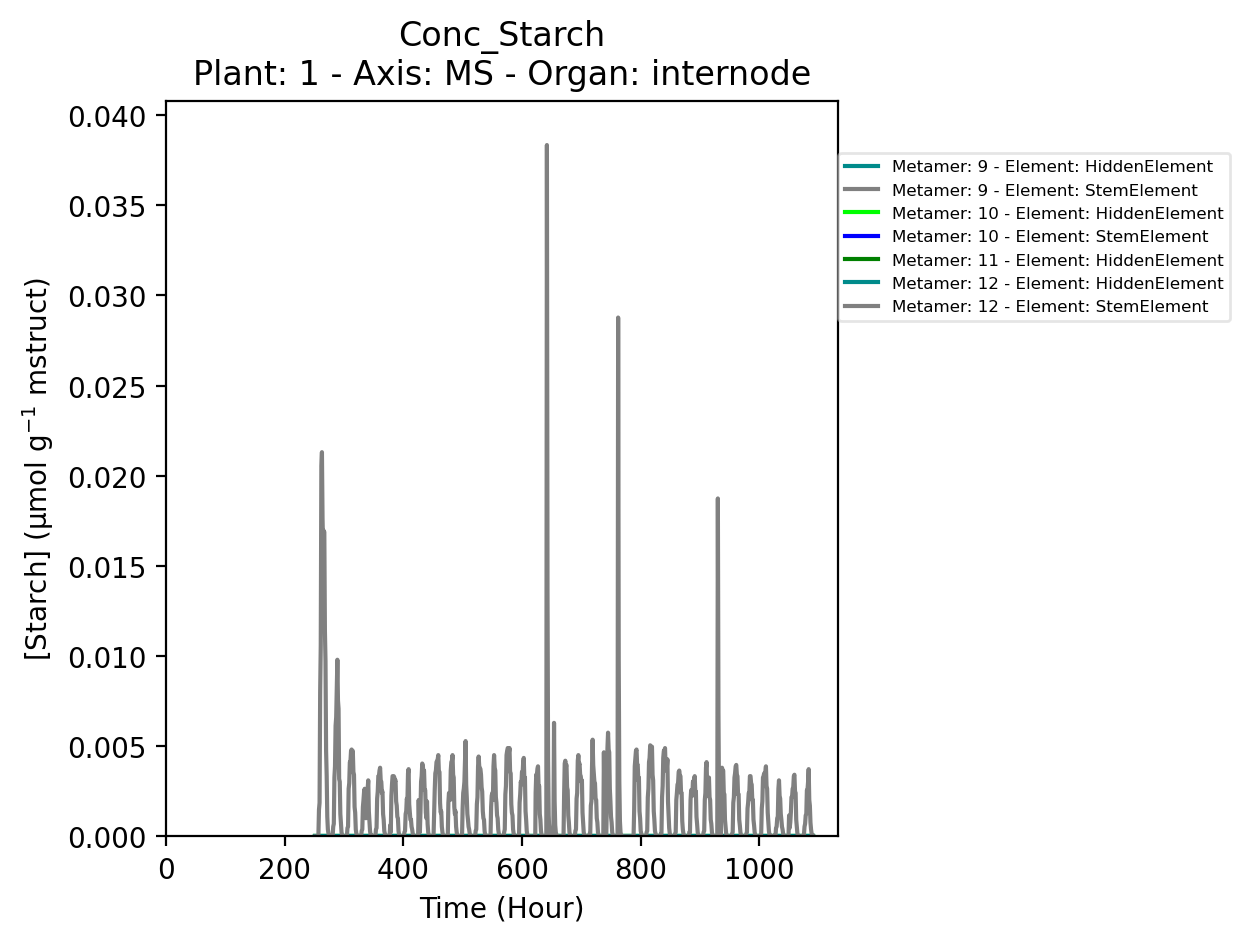 Conc_Starch
Plant: 1 - Axis: MS - Organ: internode
0.040
0.035
0.030
0.025
0.020
0.015
0.010
0.005
0.000
[Starch] (µmol g⁻¹ mstruct)
0 200 400 600 800 1000
Time (Hour)
Metamer: 9 - Element: HiddenElement
Metamer: 9 - Element: StemElement
Metamer: 10 - Element: HiddenElement
Metamer: 10 - Element: StemElement
Metamer: 11 - Element: HiddenElement
Metamer: 12 - Element: HiddenElement
Metamer: 12 - Element: StemElement